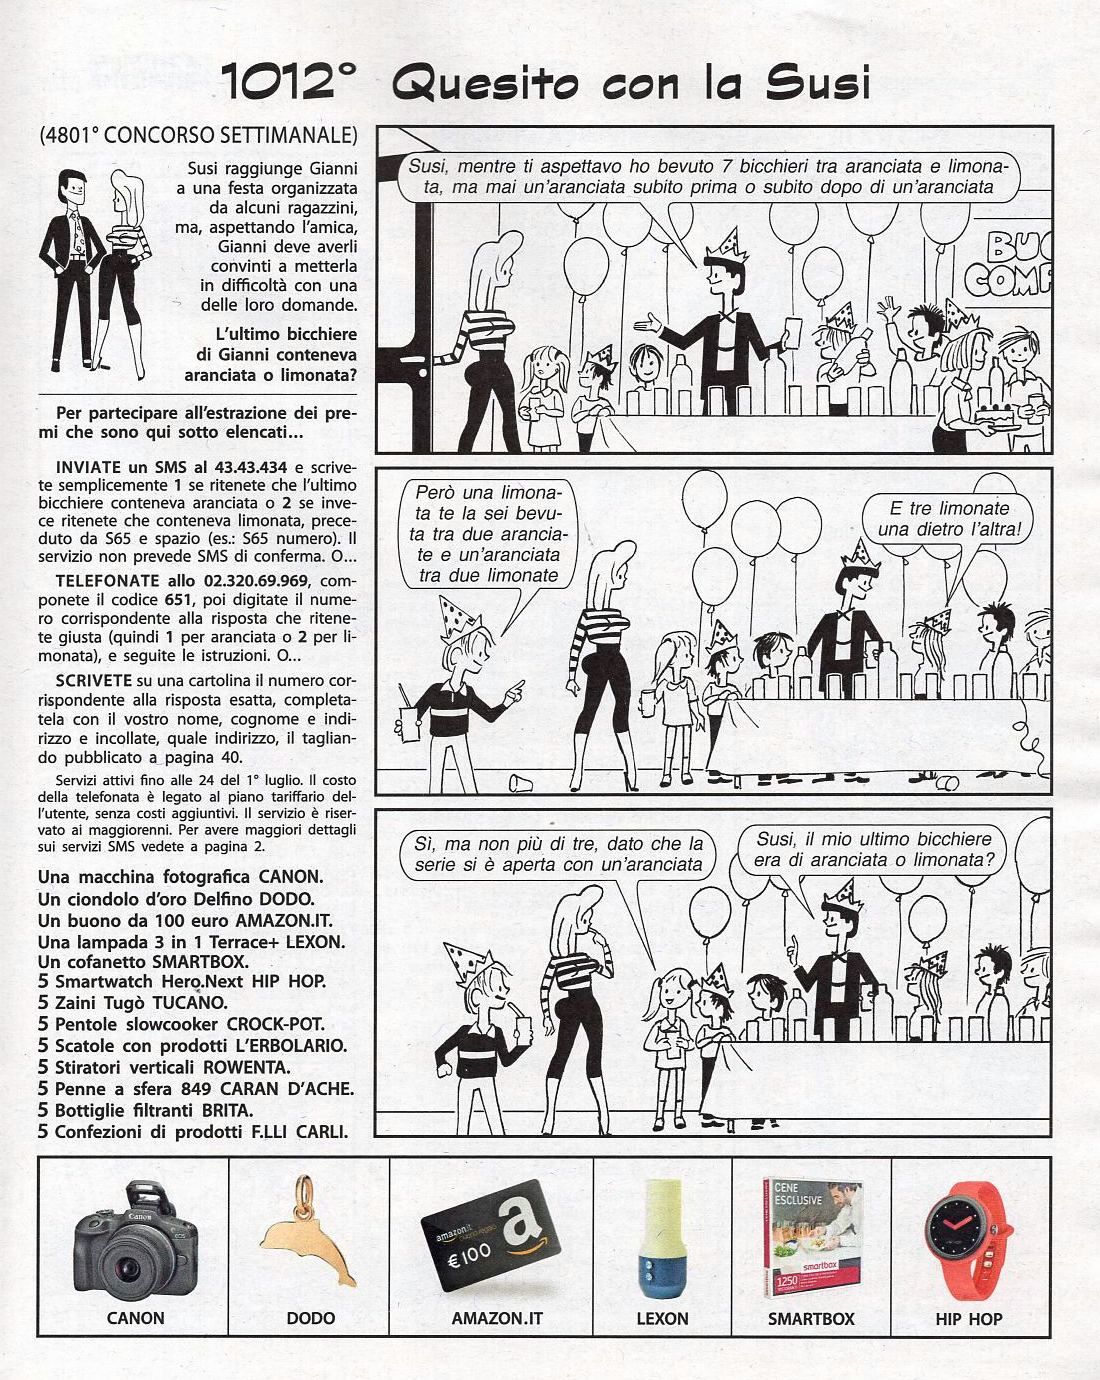 1012° Quesito con la Susi
(4801° CONCORSO SETTIMANALE)
Susi raggiunge Gianni
a una festa organizzata
da alcuni ragazzini,
ma, aspettando l'amica,
Gianni deve averli
convinti a metterla
in difficoltà con una
delle loro domande.
L'ultimo bicchiere
di Gianni conteneva
aranciata o limonata?
Per partecipare all'estrazione dei pre-
mi che sono qui sotto elencati...
INVIATE un SMS al 43.43.434 e scrive-
te semplicemente 1 se ritenete che l'ultimo
bicchiere conteneva aranciata o 2 se inve-
ce ritenete che conteneva limonata, prece-
duto da S65 e spazio (es.: S65 numero). Il
servizio non prevede SMS di conferma. O...
TELEFONATE allo 02.320.69.969, com-
ponete il codice 651, poi digitate il nume-
ro corrispondente alla risposta che ritene-
te giusta (quindi 1 per aranciata o 2 per li-
monata), e seguite le istruzioni. O...
SCRIVETE su una cartolina il numero cor-
rispondente alla risposta esatta, completa-
tela con il vostro nome, cognome e indi-
rizzo e incollate, quale indirizzo, il taglian-
do pubblicato a pagina 40.
Servizi attivi fino alle 24 del 1° luglio. Il costo
della telefonata è legato al piano tariffario del-
l'utente, senza costi aggiuntivi. Il servizio è riser-
vato ai maggiorenni. Per avere maggiori dettagli
sui servizi SMS vedete a pagina 2.
Una macchina fotografica CANON.
Un ciondolo d'oro Delfino DODO.
Un buono da 100 euro AMAZON.IT.
Una lampada 3 in 1 Terrace+ LEXON.
Un cofanetto SMARTBOX.
5 Smartwatch Hero.Next HIP HOP.
5 Zaini Tugò TUCANO.
5 Pentole slowcooker CROCK-POT.
5 Scatole con prodotti L'ERBOLARIO.
5 Stiratori verticali ROWENTA.
5 Penne a sfera 849 CARAN D'ACHE.
5 Bottiglie filtranti BRITA.
5 Confezioni di prodotti F.LLI CARLI.
Susi, mentre ti aspettavo ho bevuto 7 bicchieri tra aranciata e limona-
ta, ma mai un'aranciata subito prima o subito dopo di un'aranciata
BUO
COMP
Però una limona-
ta te la sei bevu-
ta tra due arancia-
te e un'aranciata
tra due limonate
E tre limonate
una dietro l'altra!
Sì, ma non più di tre, dato che la
serie si è aperta con un'aranciata
Susi, il mio ultimo bicchiere
era di aranciata o limonata?
Canon
EOS
CANON
DODO
amazon.it
a
€100
AMAZON.IT
LEXON
CENE
ESCLUSIVE
smartbox
1250
SMARTBOX
HIP HOP